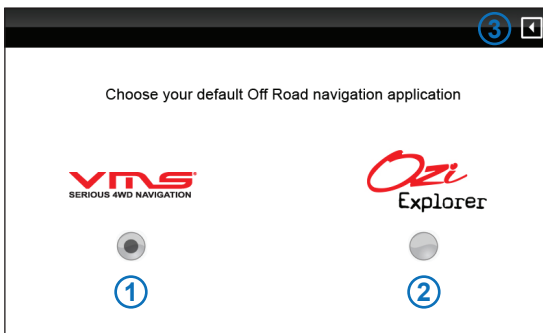 3
Choose your default Off Road navigation application
vms
SERIOUS 4WD NAVIGATION
Ozi
Explorer
1
2